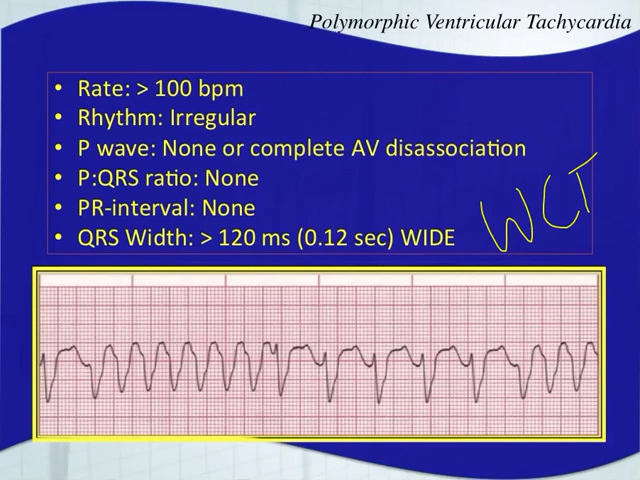 Polymorphic Ventricular Tachycardia
• Rate: > 100 bpm
• Rhythm: Irregular
• P wave: None or complete AV disassociation
• P:QRS ratio: None
• PR-interval: None
• QRS Width: > 120 ms (0.12 sec) WIDE
WCT